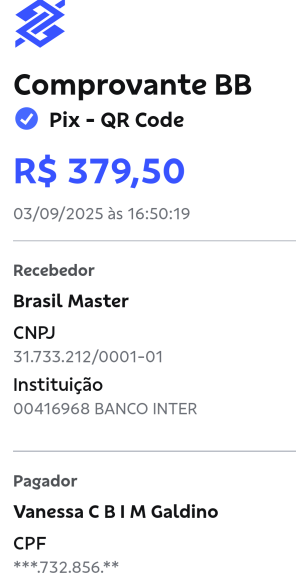 Comprovante BB
Pix - QR Code
R$ 379,50
03/09/2025 às 16:50:19
Recebedor
Brasil Master
CNPJ
31.733.212/0001-01
Instituição
00416968 BANCO INTER
Pagador
Vanessa C B I M Galdino
CPF
***.732.856.**